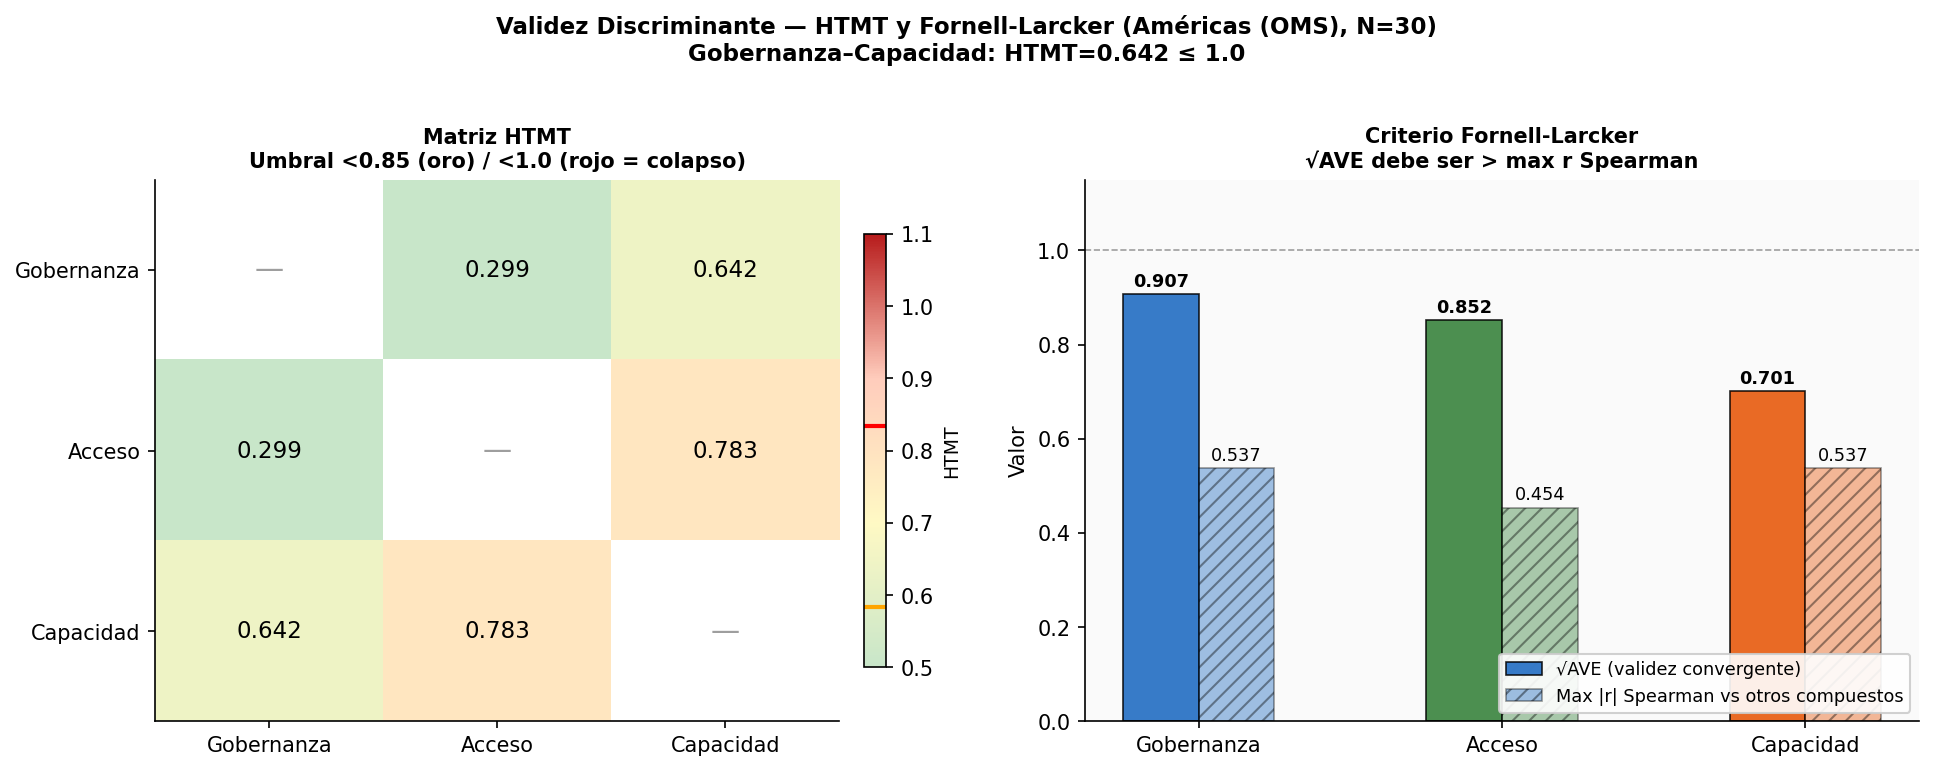 Validez Discriminante — HTMT y Fornell-Larcker (Américas (OMS), N=30)
Gobernanza–Capacidad: HTMT=0.642 ≤ 1.0
Matriz HTMT
Umbral <0.85 (oro) / <1.0 (rojo = colapso)
Gobernanza
—
0.299
0.642
Acceso
0.299
—
0.783
Capacidad
0.642
0.783
—
Gobernanza
Acceso
Capacidad
1.1
1.0
0.9
0.8
0.7
0.6
0.5
HTMT
Criterio Fornell-Larcker
√AVE debe ser > max r Spearman
Valor
1.0
0.8
0.6
0.4
0.2
0.0
0.907
0.537
0.852
0.454
0.701
0.537
√AVE (validez convergente)
Max |r| Spearman vs otros compuestos
Gobernanza
Acceso
Capacidad